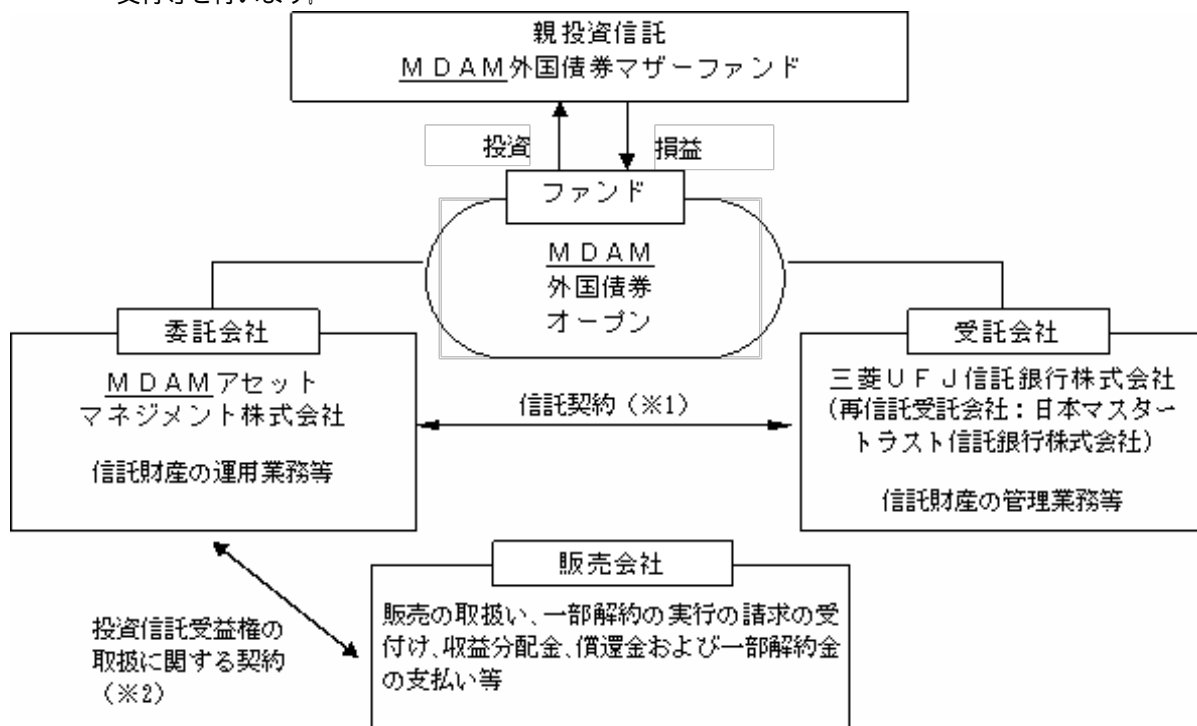 親投資信託
ＭＤＡＭ外国債券マザーファンド
投資
損益
ファンド
ＭＤＡＭ
外国債券
オープン
委託会社
ＭＤＡＭアセット
マネジメント株式会社
信託財産の運用業務等
信託契約（※1）
受託会社
三菱ＵＦＪ信託銀行株式会社
（再信託受託会社：日本マスター
トラスト信託銀行株式会社）
信託財産の管理業務等
投資信託受益権の
取扱に関する契約
（※2）
販売会社
販売の取扱い、一部解約の実行の請求の受
付け、収益分配金、償還金および一部解約金
の支払い等